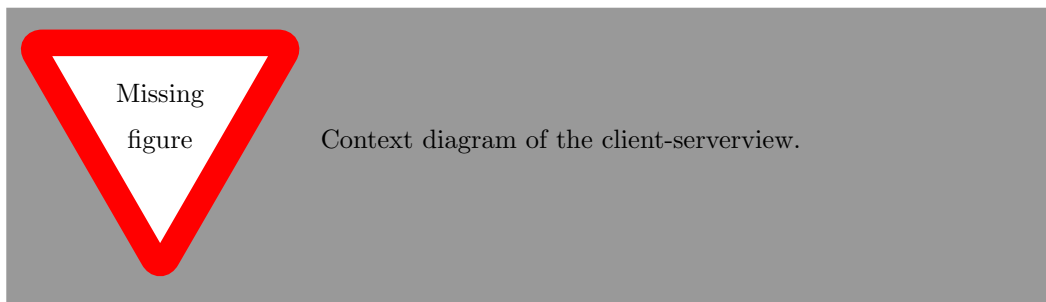 Missing
figure
Context diagram of the client-serverview.